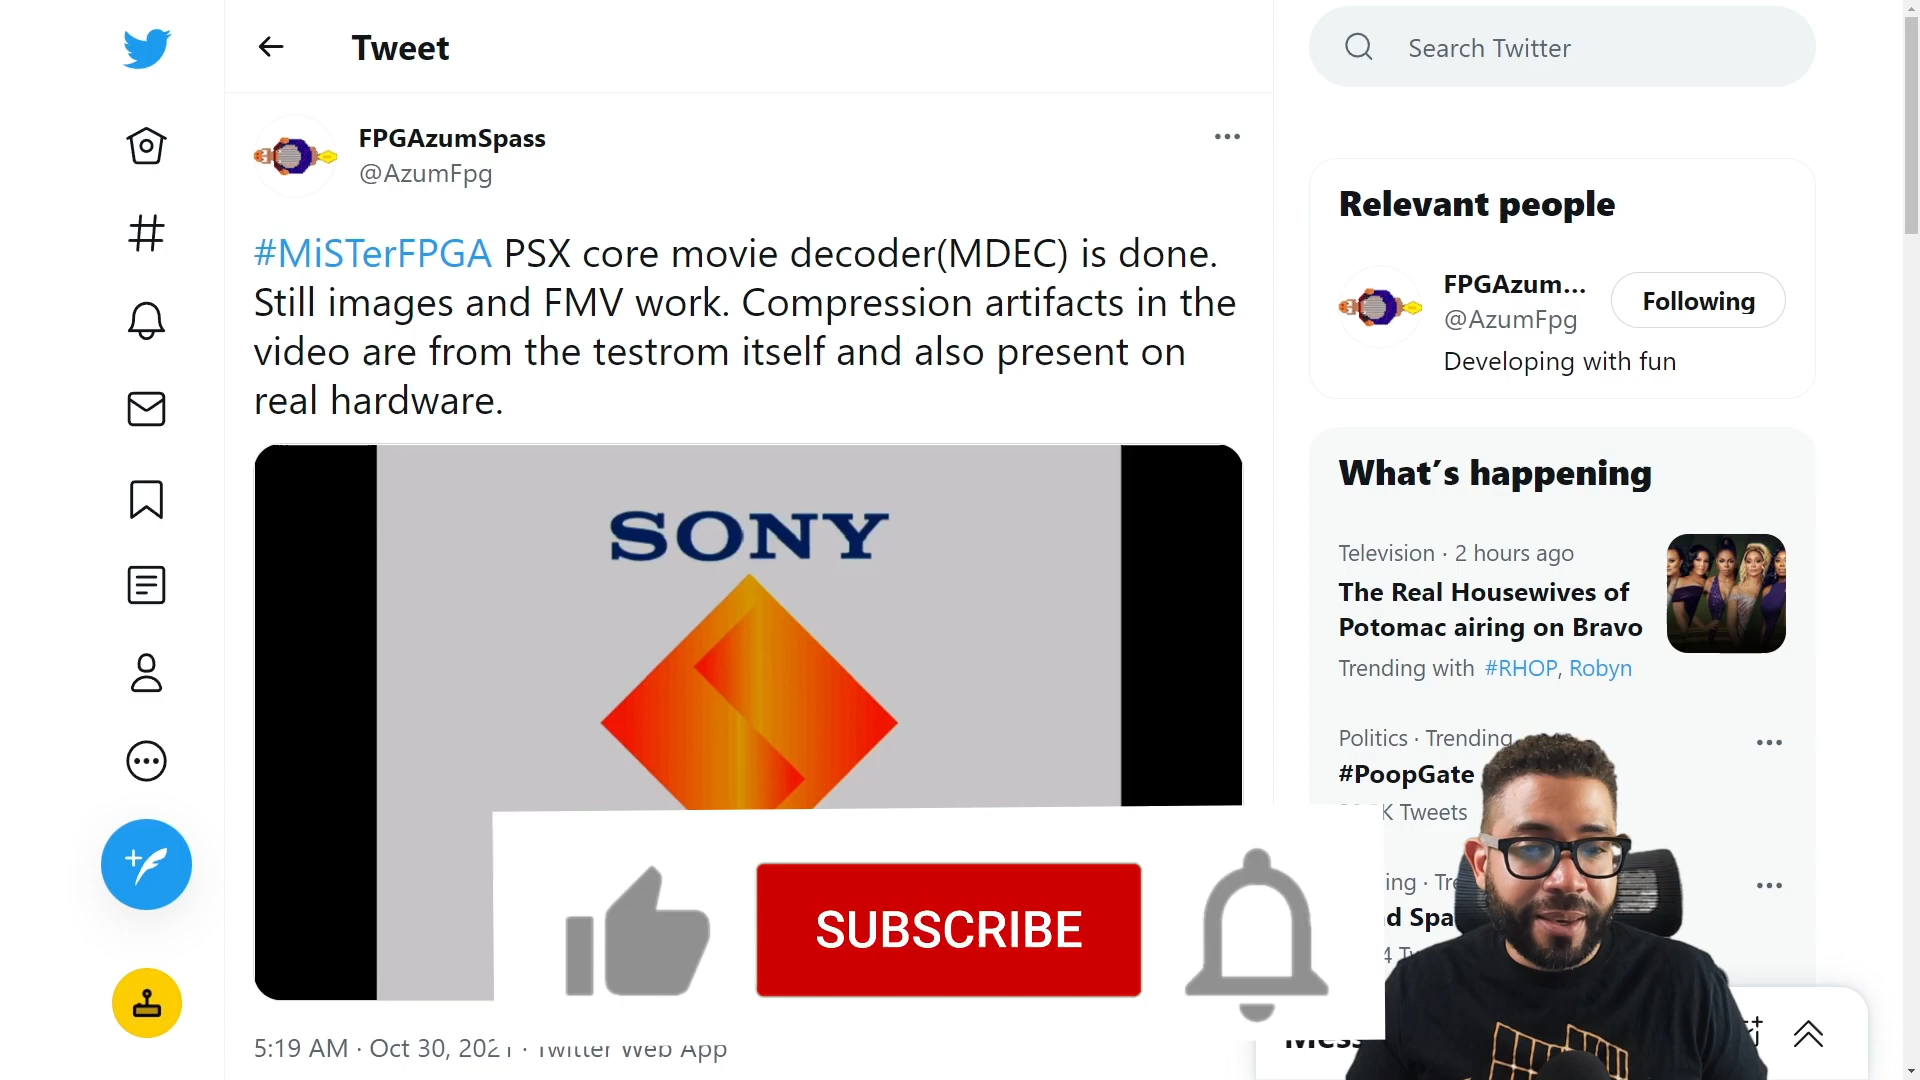 Tweet
Search Twitter
FPGAzumSpass
@AzumFpg
#MiSTerFPGA PSX core movie decoder(MDEC) is done.
Still images and FMV work. Compression artifacts in the
video are from the testrom itself and also present on
real hardware.
SONY
SUBSCRIBE
5:19 AM · Oct 30, 2021 · Twitter Web App
Relevant people
FPGAzum...
@AzumFpg
Following
Developing with fun
What's happening
Television · 2 hours ago
The Real Housewives of
Potomac airing on Bravo
Trending with #RHOP, Robyn
Politics · Trending
#PoopGate
K Tweets